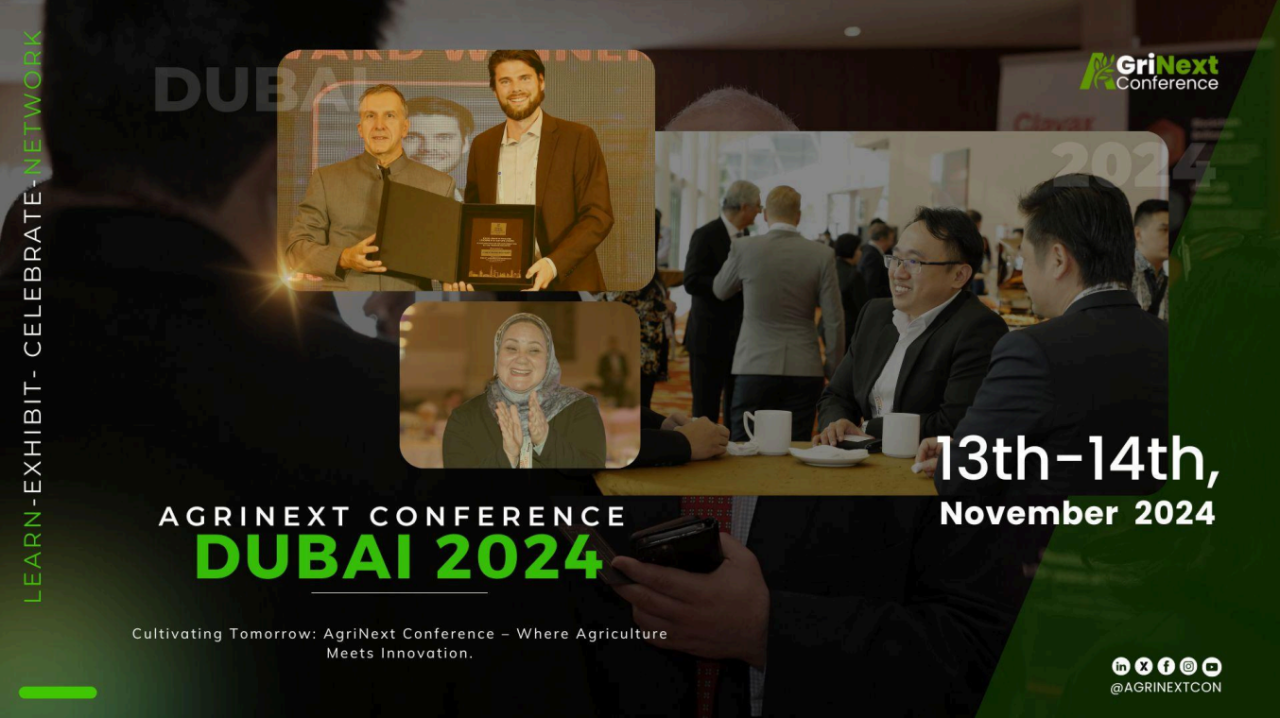 LEARN-EXHIBIT- CELEBRATE-NETWORK
DUBAI
GriNext
Conference
2024
13th-14th,
November 2024
AGRINEXT CONFERENCE
DUBAI 2024
Cultivating Tomorrow: AgriNext Conference – Where Agriculture
Meets Innovation.
@AGRINEXTCON